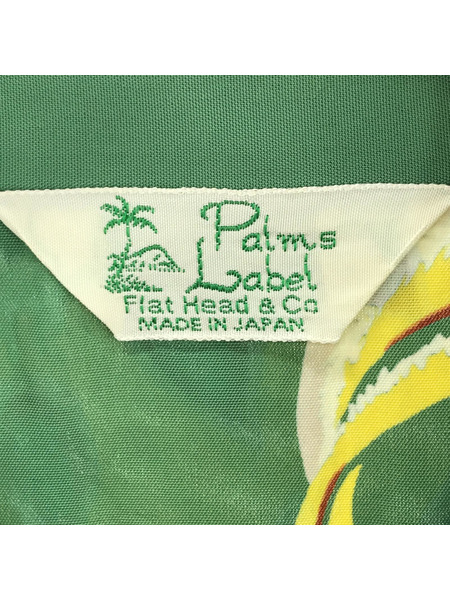 Palms
Label
Flat Head & Co
MADE IN JAPAN